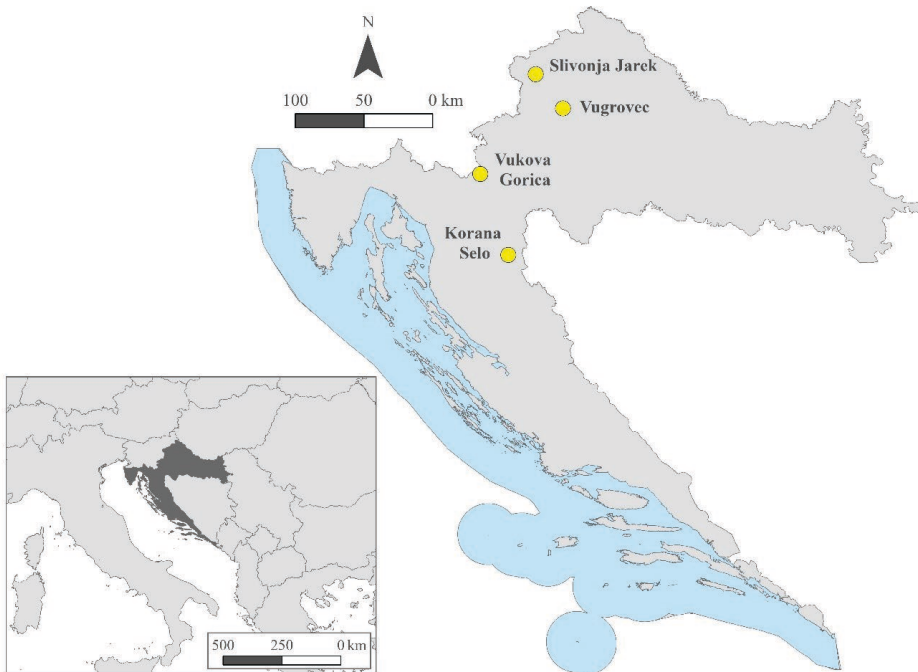 N
100 50 0 km
Slivonja Jarek
Vugrovec
Vukova
Gorica
Korana
Selo
500 250 0 km